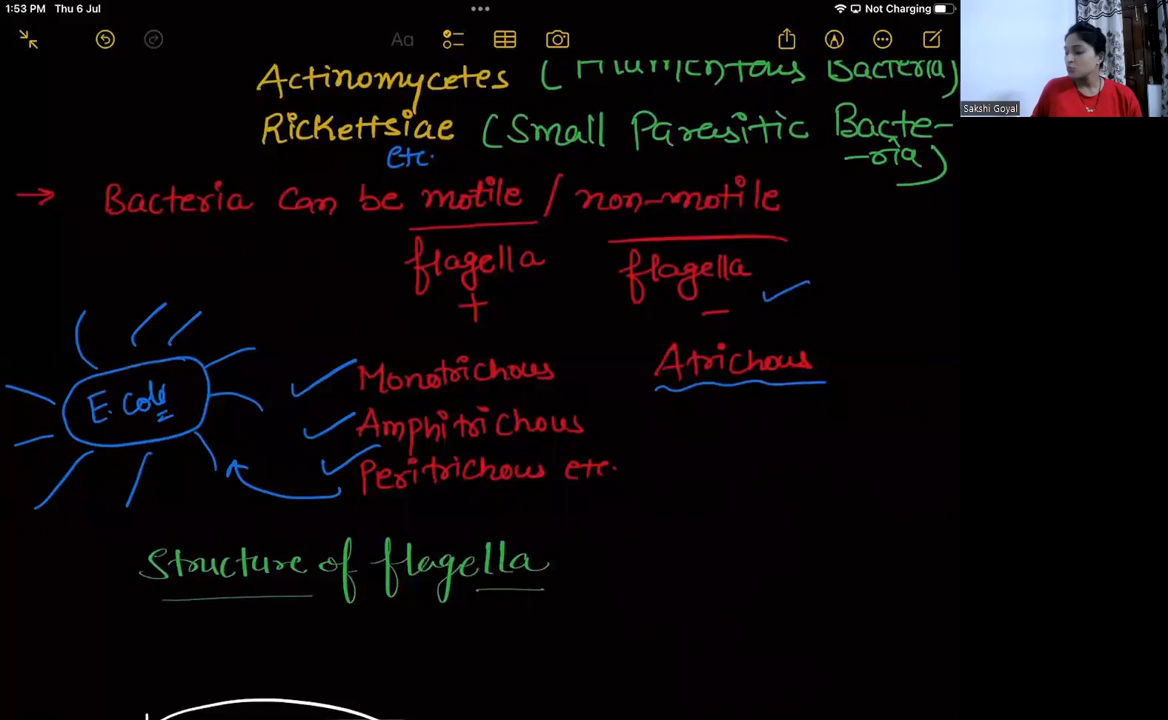 1:53 PM Thu 6 Jul
Not Charging
Aa
Sakshi Goyal
Actinomycetes (Filamentous Bacteria)
Rickettsiae (Small Parasitic Bacte-
-ria)
etc.
→ Bacteria can be motile / non-motile
flagella flagella
+ −
E. Coli
Monotrichous Atrichous
Amphitrichous
Peritrichous etc.
Structure of flagella